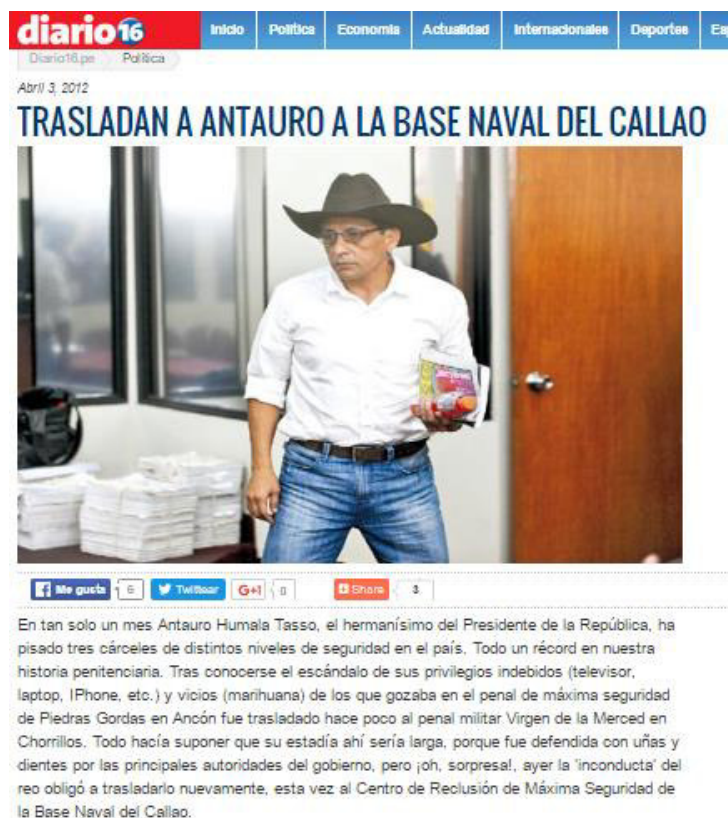 diario16
Inicio Política Economía Actualidad Internacionales Deportes
Diario16.pe Política
Abril 3, 2012
TRASLADAN A ANTAURO A LA BASE NAVAL DEL CALLAO
Me gusta 6 Twittear G+1 0 Share 3
En tan solo un mes Antauro Humala Tasso, el hermanísimo del Presidente de la República, ha
pisado tres cárceles de distintos niveles de seguridad en el país. Todo un récord en nuestra
historia penitenciaria. Tras conocerse el escándalo de sus privilegios indebidos (televisor,
laptop, IPhone, etc.) y vicios (marihuana) de los que gozaba en el penal de máxima seguridad
de Piedras Gordas en Ancón fue trasladado hace poco al penal militar Virgen de la Merced en
Chorrillos. Todo hacía suponer que su estadía ahí sería larga, porque fue defendida con uñas y
dientes por las principales autoridades del gobierno, pero ¡oh, sorpresa!, ayer la 'inconducta' del
reo obligó a trasladarlo nuevamente, esta vez al Centro de Reclusión de Máxima Seguridad de
la Base Naval del Callao.